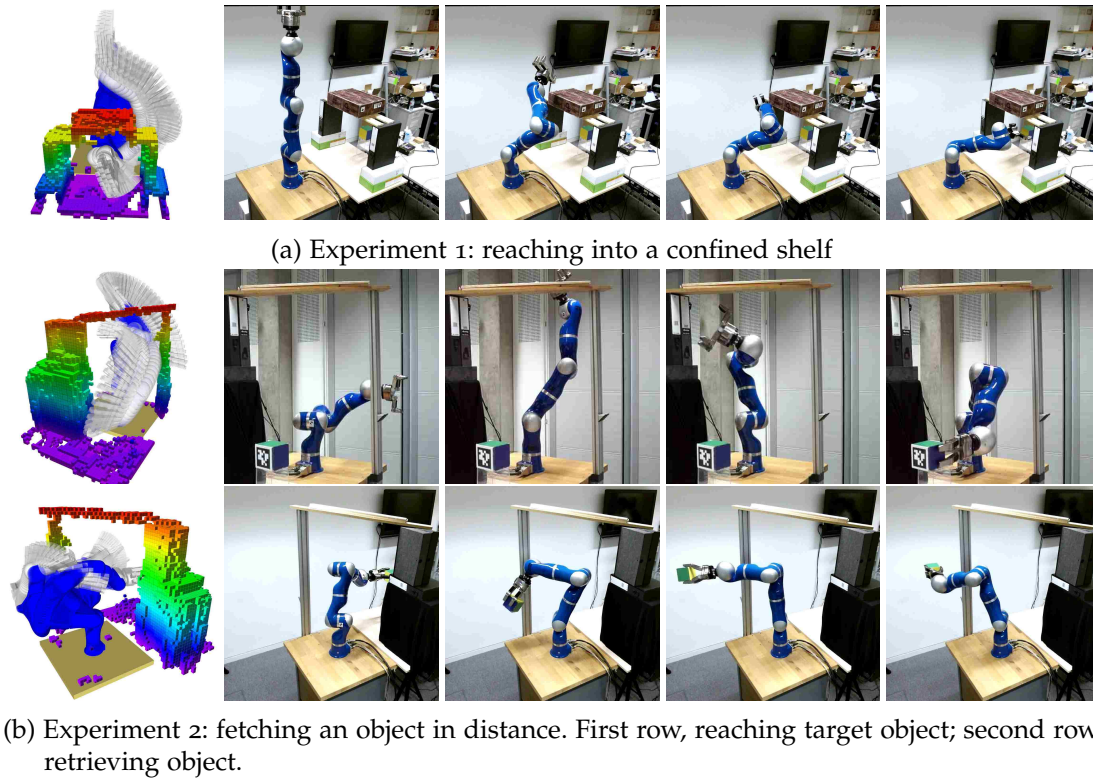 (a) Experiment 1: reaching into a confined shelf
(b) Experiment 2: fetching an object in distance. First row, reaching target object; second row
retrieving object.